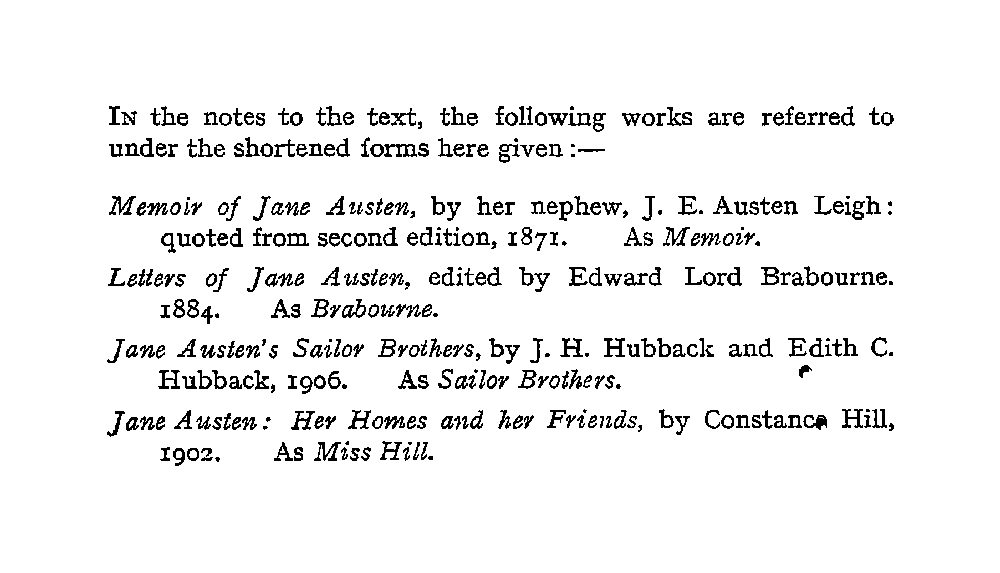 In the notes to the text, the following works are referred to
under the shortened forms here given :—
Memoir of Jane Austen, by her nephew, J. E. Austen Leigh:
quoted from second edition, 1871. As Memoir.
Letters of Jane Austen, edited by Edward Lord Brabourne.
1884. As Brabourne.
Jane Austen's Sailor Brothers, by J. H. Hubback and Edith C.
Hubback, 1906. As Sailor Brothers.
Jane Austen: Her Homes and her Friends, by Constance Hill,
1902. As Miss Hill.